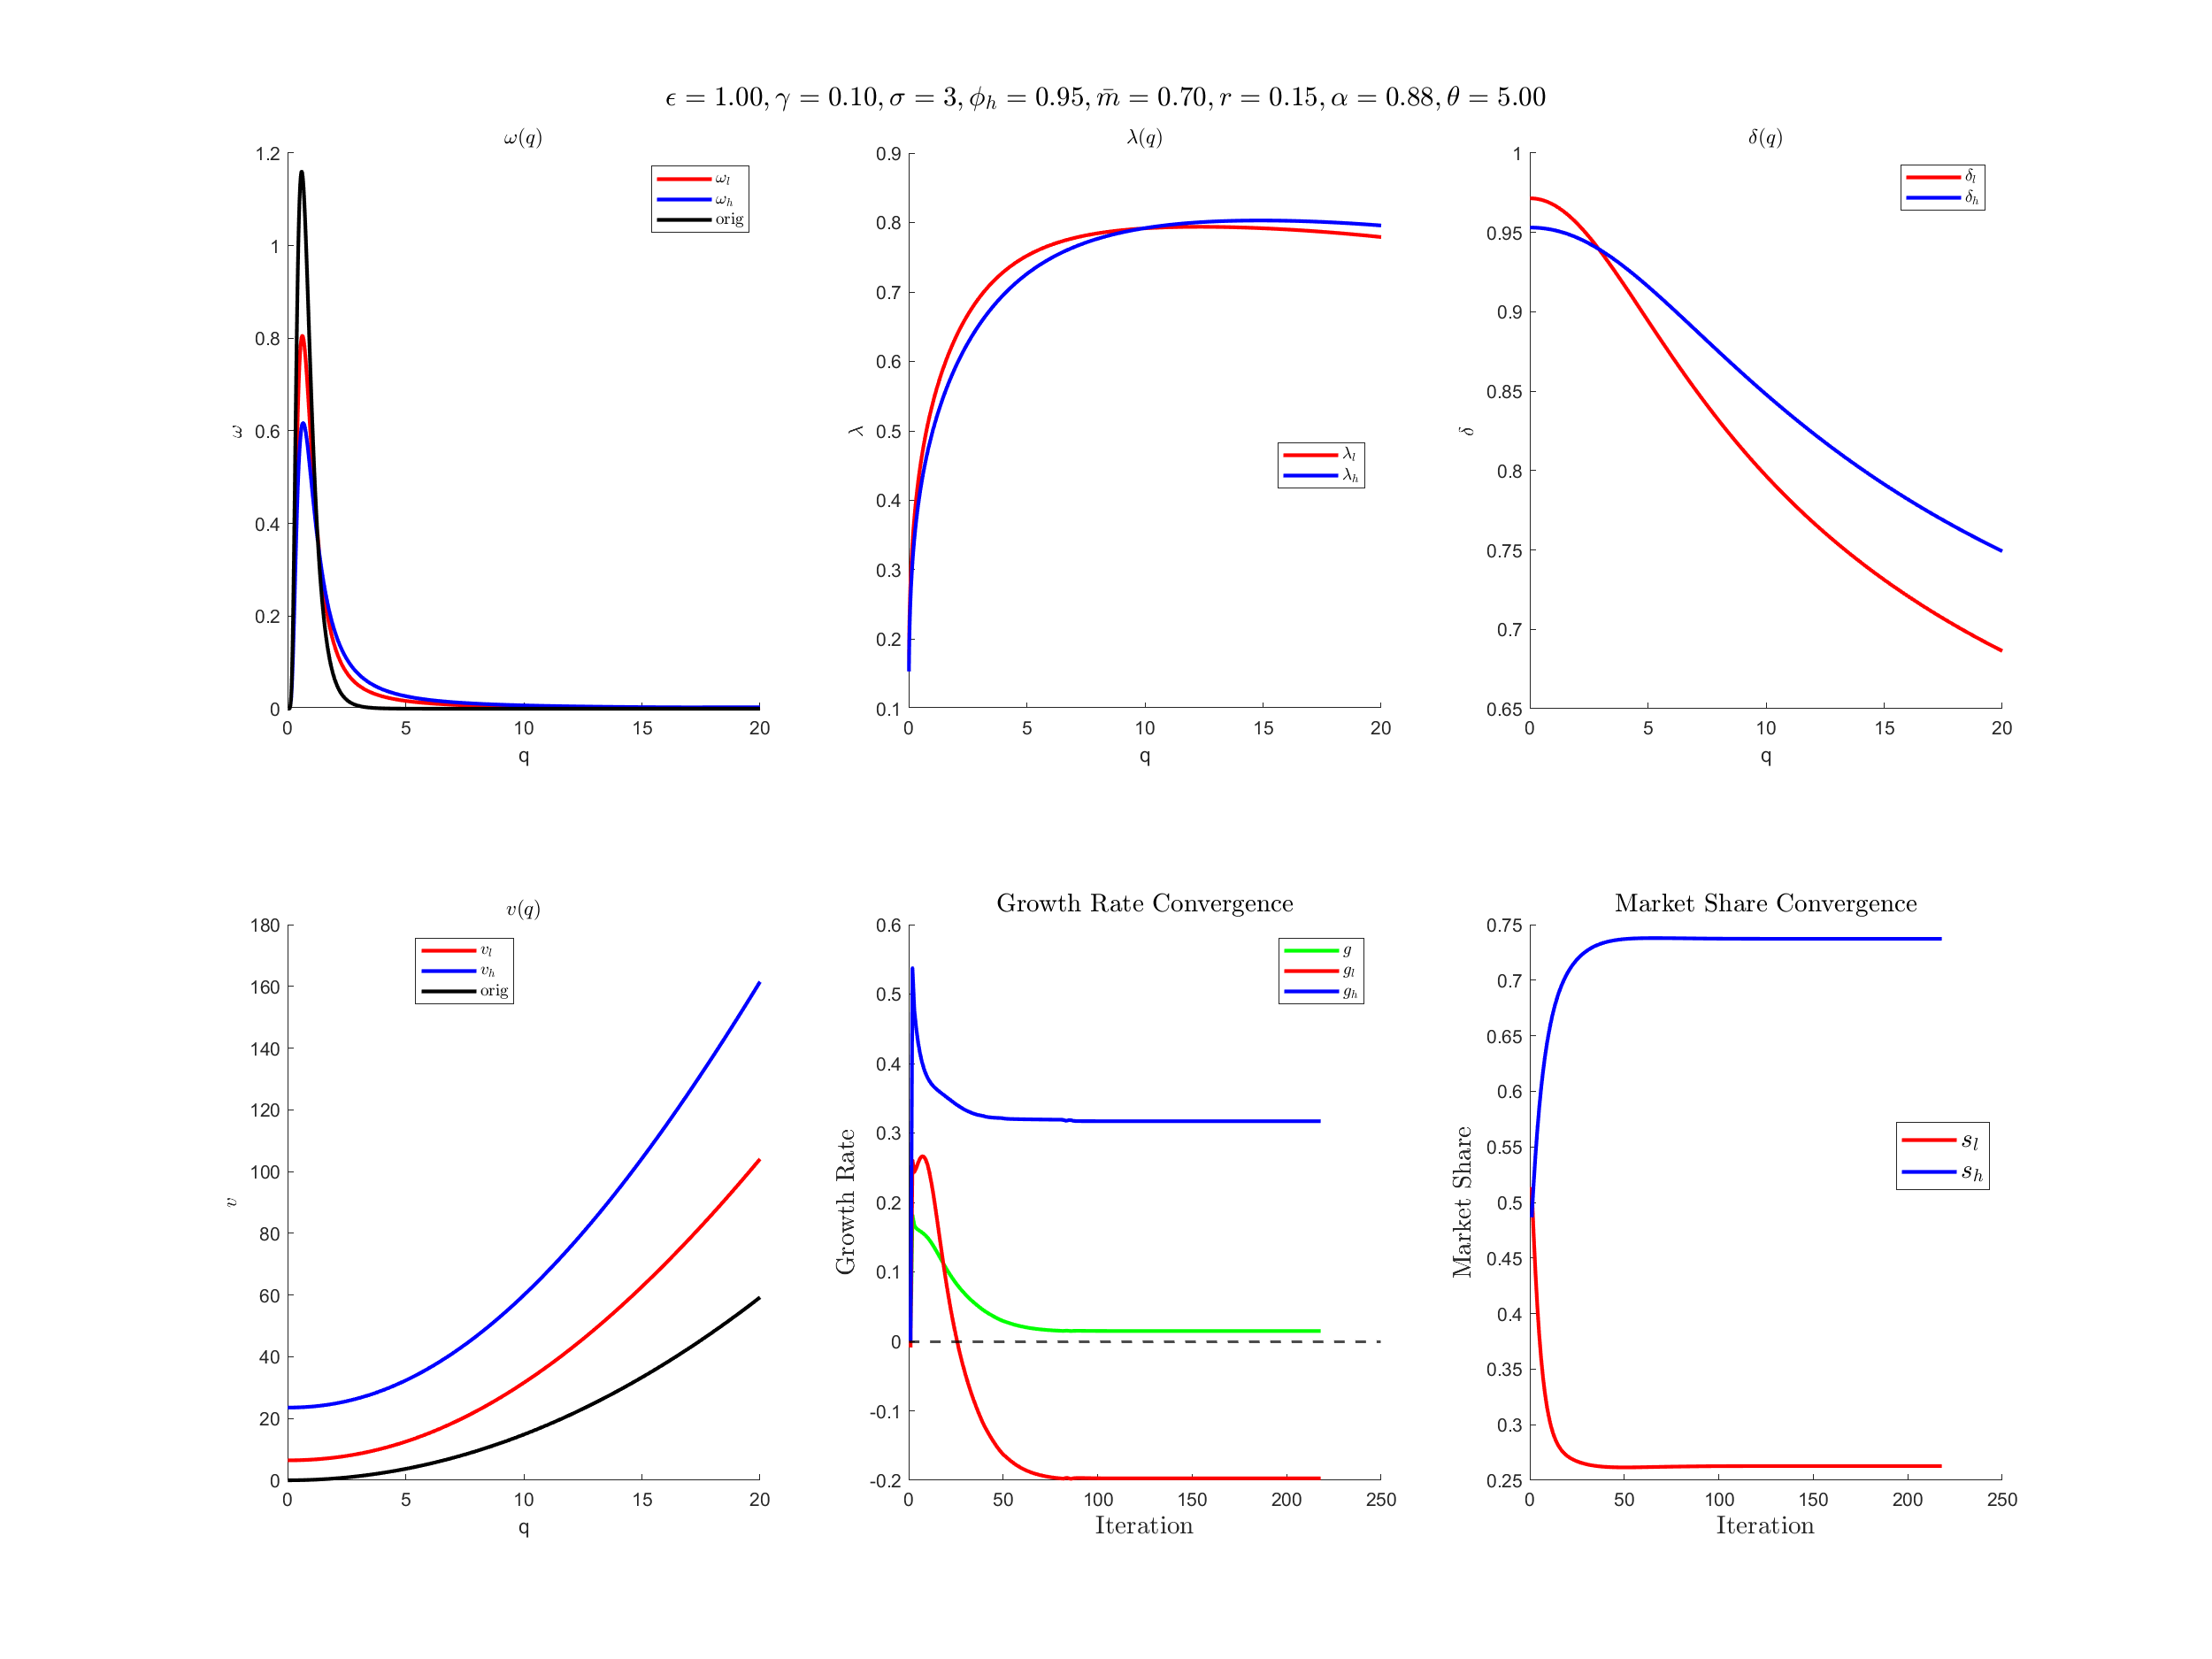 ϵ = 1.00, γ = 0.10, σ = 3, ϕ_h = 0.95, m̄ = 0.70, r = 0.15, α = 0.88, θ = 5.00
ω(q)
1.2
1
0.8
0.6
0.4
0.2
0
ω
ω_l
ω_h
orig
0 5 10 15 20
q
λ(q)
0.9
0.8
0.7
0.6
0.5
0.4
0.3
0.2
0.1
λ
λ_l
λ_h
0 5 10 15 20
q
δ(q)
1
0.95
0.9
0.85
0.8
0.75
0.7
0.65
δ
δ_l
δ_h
0 5 10 15 20
q
v(q)
180
160
140
120
100
80
60
40
20
0
v
v_l
v_h
orig
0 5 10 15 20
q
Growth Rate Convergence
0.6
0.5
0.4
0.3
0.2
0.1
0
-0.1
-0.2
Growth Rate
g
g_l
g_h
0 50 100 150 200 250
Iteration
Market Share Convergence
0.75
0.7
0.65
0.6
0.55
0.5
0.45
0.4
0.35
0.3
0.25
Market Share
s_l
s_h
0 50 100 150 200 250
Iteration